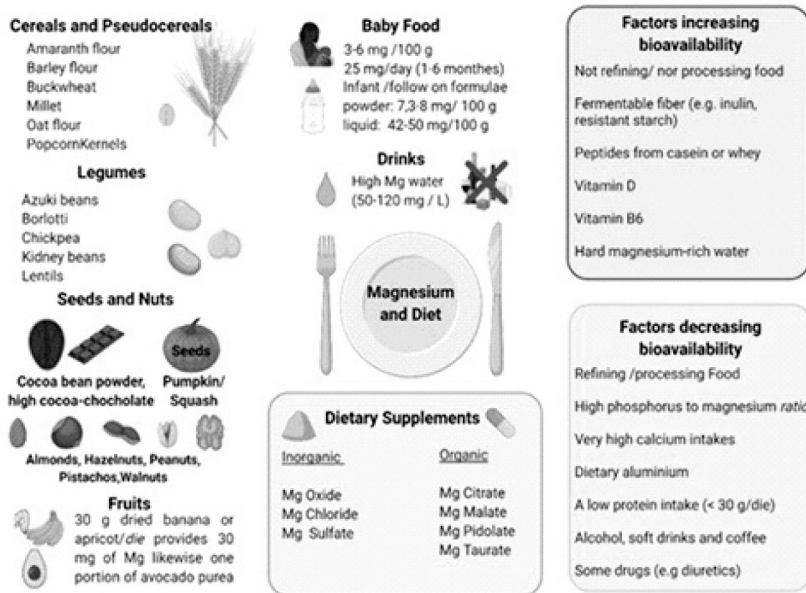 Cereals and Pseudocereals
Amaranth flour
Barley flour
Buckwheat
Millet
Oat flour
PopcornKernels
Legumes
Azuki beans
Borlotti
Chickpea
Kidney beans
Lentils
Seeds and Nuts
Seeds
Cocoa bean powder,
high cocoa-chocholate
Pumpkin/
Squash
Almonds, Hazelnuts, Peanuts,
Pistachos,Walnuts
Fruits
30 g dried banana or
apricot/die provides 30
mg of Mg likewise one
portion of avocado purea
Baby Food
3-6 mg /100 g
25 mg/day (1-6 monthes)
Infant /follow on formulae
powder: 7,3-8 mg/ 100 g
liquid: 42-50 mg/100 g
Drinks
High Mg water
(50-120 mg / L)
Magnesium
and Diet
Dietary Supplements
Inorganic
Mg Oxide
Mg Chloride
Mg Sulfate
Organic
Mg Citrate
Mg Malate
Mg Pidolate
Mg Taurate
Factors increasing
bioavailability
Not refining/ nor processing food
Fermentable fiber (e.g. inulin,
resistant starch)
Peptides from casein or whey
Vitamin D
Vitamin B6
Hard magnesium-rich water
Factors decreasing
bioavailability
Refining /processing Food
High phosphorus to magnesium ratio
Very high calcium intakes
Dietary aluminium
A low protein intake (< 30 g/die)
Alcohol, soft drinks and coffee
Some drugs (e.g diuretics)